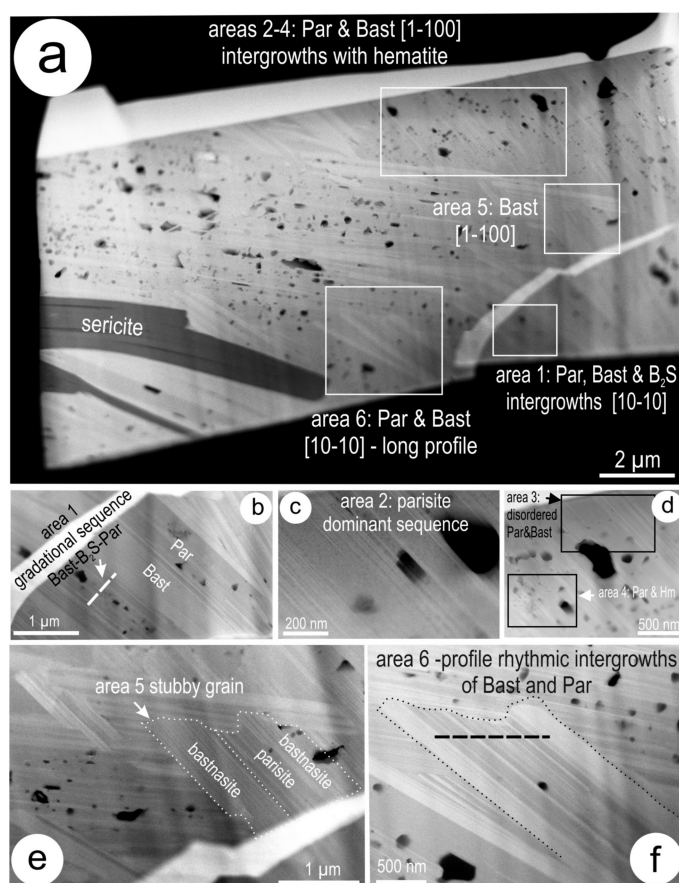 a
areas 2-4: Par & Bast [1-100]
intergrowths with hematite
area 5: Bast
[1-100]
sericite
area 6: Par & Bast
[10-10] - long profile
area 1: Par, Bast & B₂S
intergrowths [10-10]
2 µm
b
area 1
gradational sequence
Bast-B₂S-Par
Par
Bast
1 µm
c
area 2: parisite
dominant sequence
200 nm
d
area 3:
disordered
Par&Bast
area 4: Par & Hm
500 nm
e
area 5 stubby grain
bastnasite
parisite
bastnasite
1 µm
f
area 6 -profile rhythmic intergrowths
of Bast and Par
500 nm